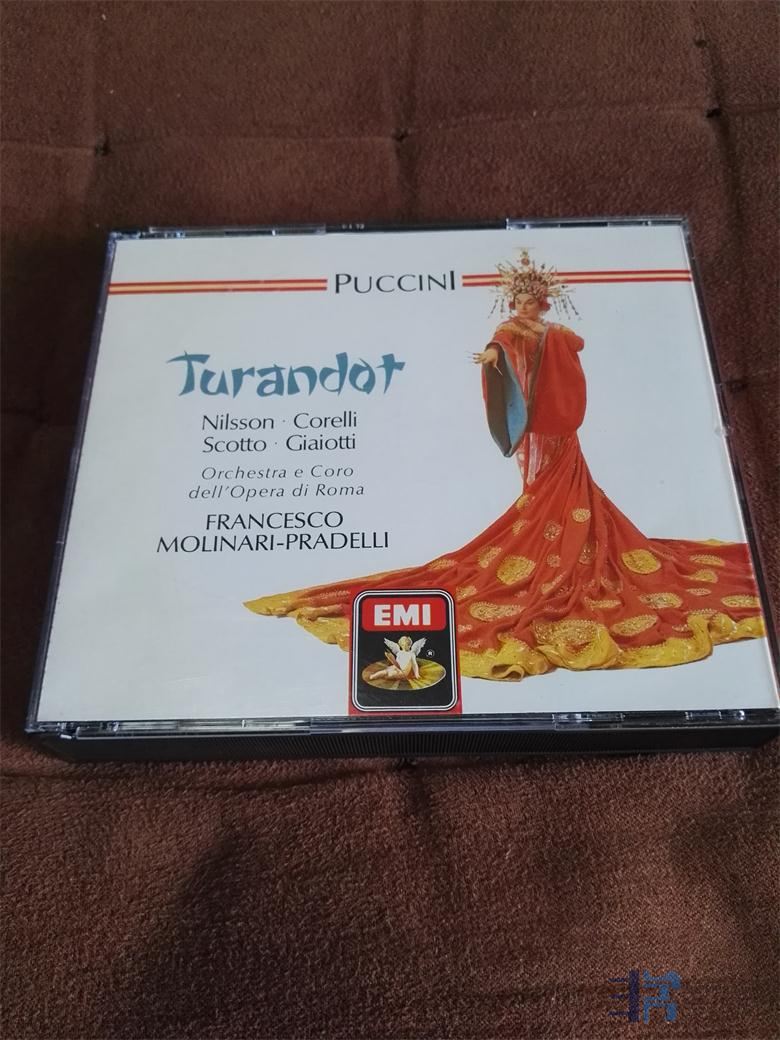 PUCCINI
Turandot
Nilsson · Corelli
Scotto · Giaiotti
Orchestra e Coro
dell'Opera di Roma
FRANCESCO
MOLINARI-PRADELLI
EMI
®